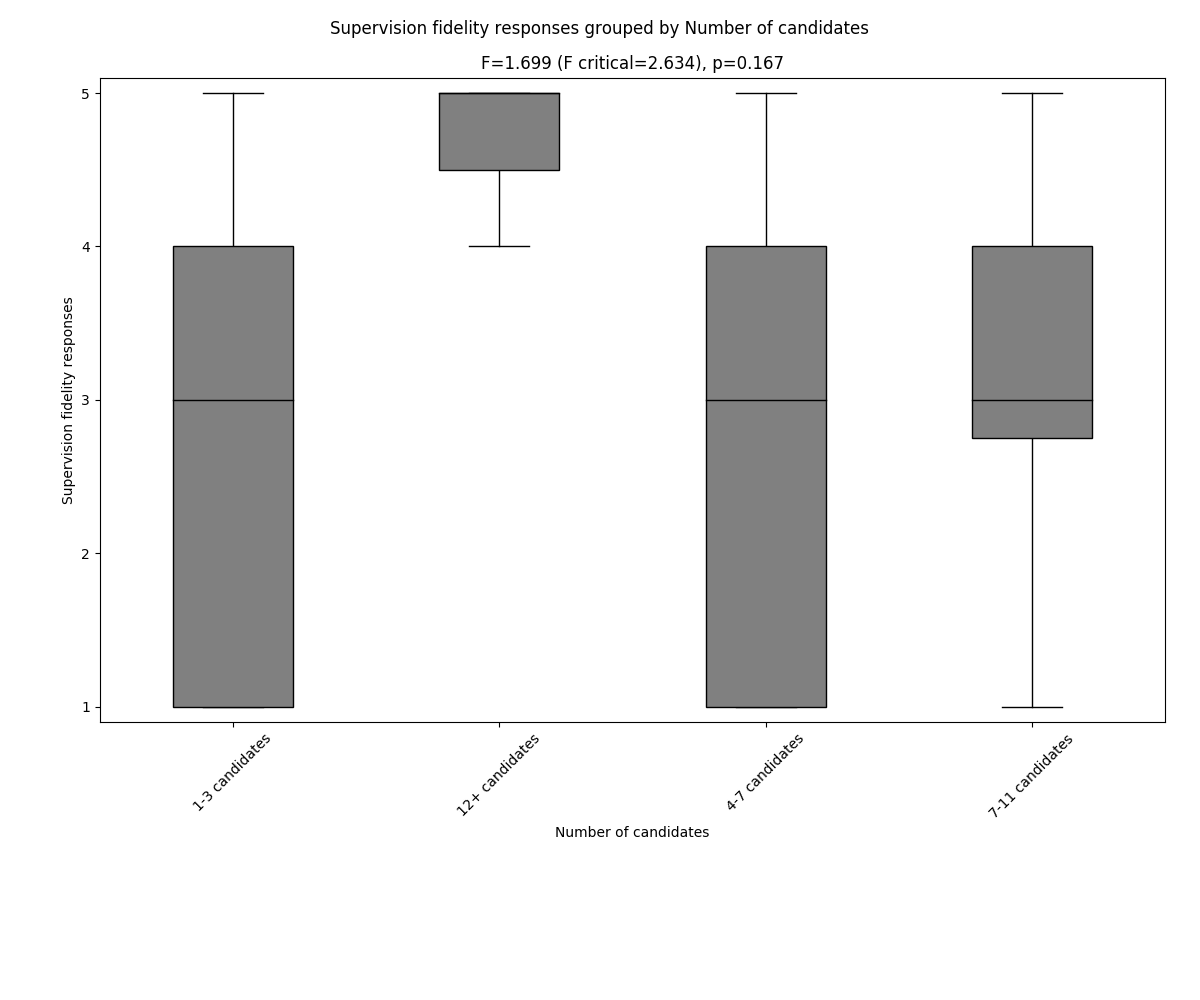 Supervision fidelity responses grouped by Number of candidates
F=1.699 (F critical=2.634), p=0.167
Supervision fidelity responses
5
4
3
2
1
1-3 candidates
12+ candidates
4-7 candidates
7-11 candidates
Number of candidates